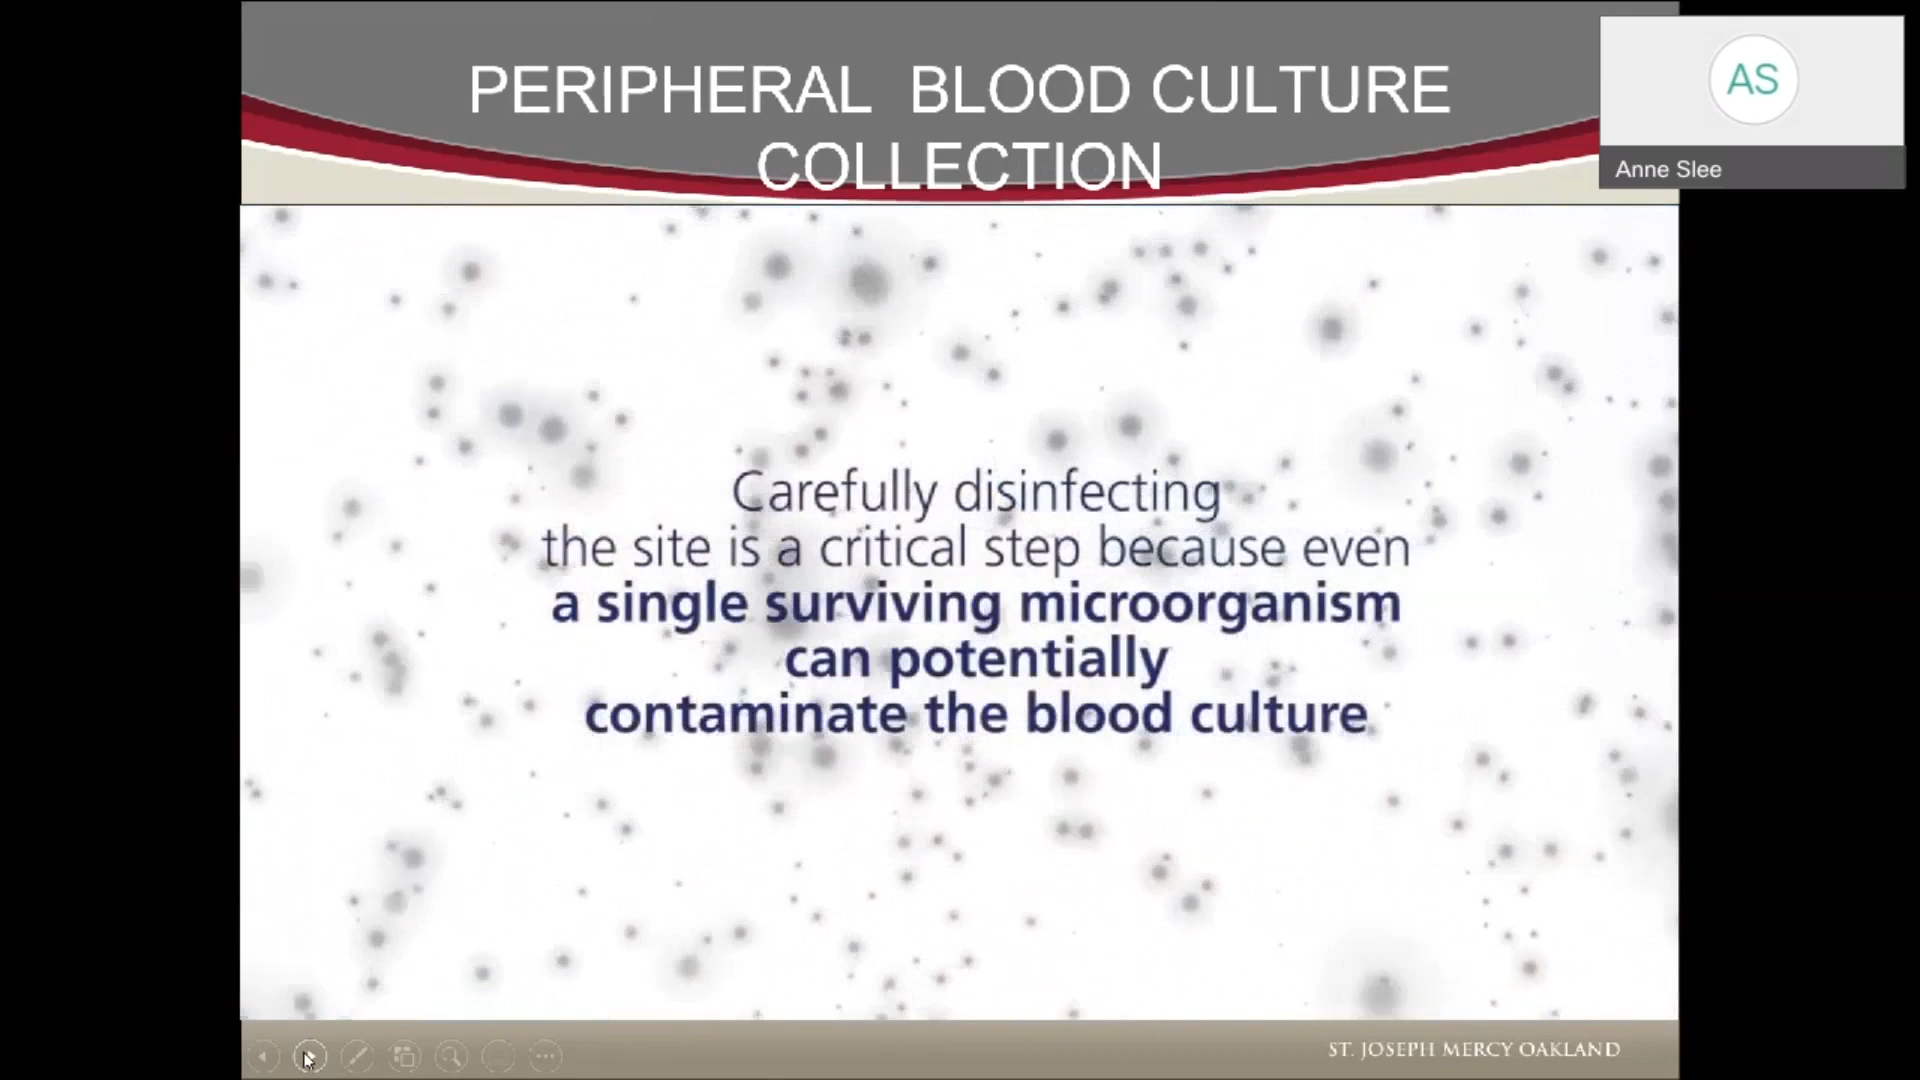 PERIPHERAL BLOOD CULTURE
COLLECTION
AS
Anne Slee
Carefully disinfecting
the site is a critical step because even
a single surviving microorganism
can potentially
contaminate the blood culture
ST. JOSEPH MERCY OAKLAND